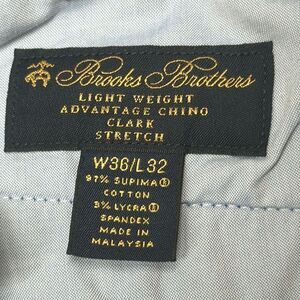 Brooks Brothers
LIGHT WEIGHT
ADVANTAGE CHINO
CLARK
STRETCH
W36/L32
97% SUPIMA®
COTTON
3% LYCRA®
SPANDEX
MADE IN
MALAYSIA